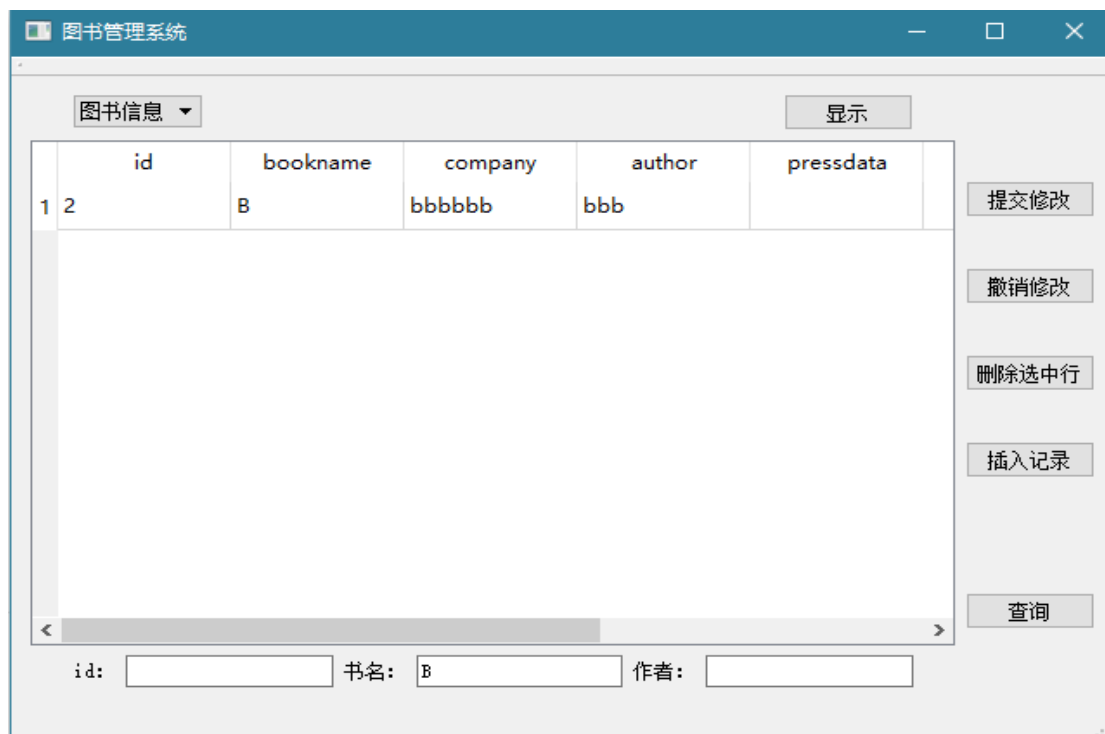 图书管理系统
图书信息 显示
id bookname company author pressdata
1 2 B bbbbbb bbb
提交修改
撤销修改
删除选中行
插入记录
查询
id: 书名: B 作者: